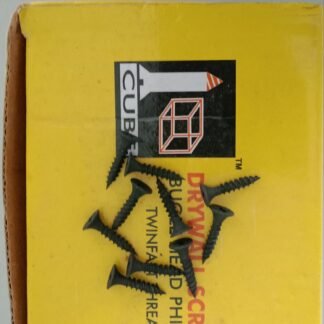 CUBE
TM
DRYWALL SCR
BUGLE HEAD PHI
TWINFAST THREA